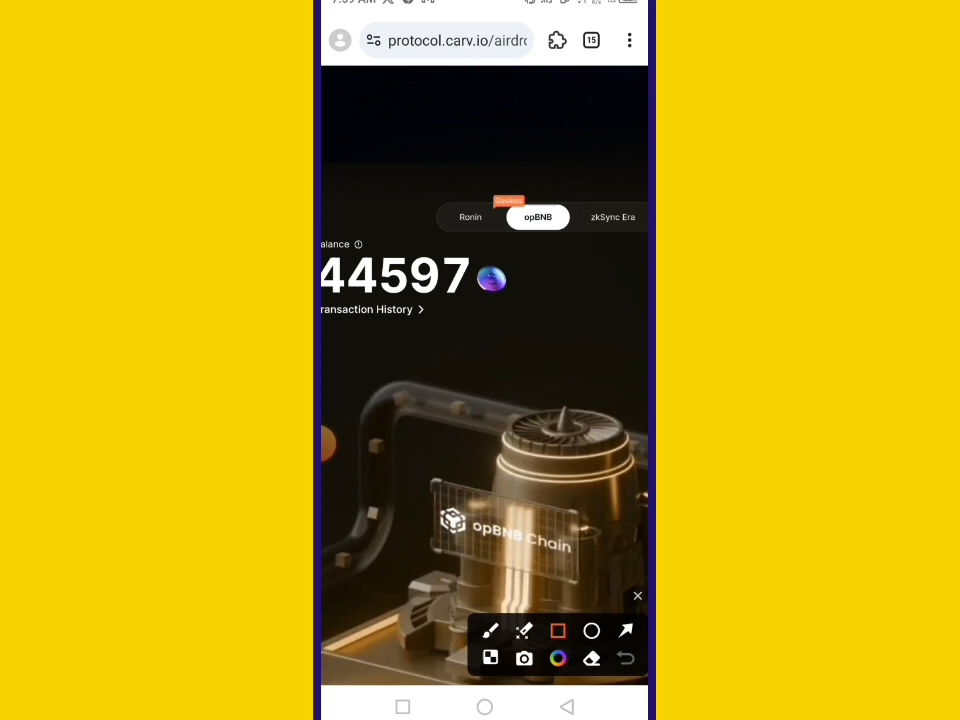 protocol.carv.io/airdr
15
Gasless
Ronin
opBNB
zkSync Era
alance
44597
ransaction History
opBNB Chain